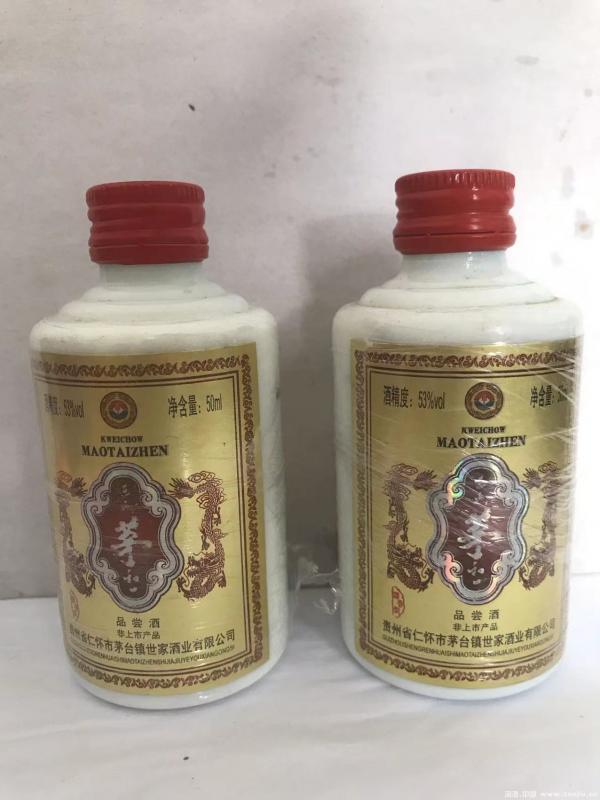 酒精度：53%vol
净含量：50ml
KWEICHOW
MAOTAIZHEN
茅台
品尝酒
非上市产品
贵州省仁怀市茅台镇世家酒业有限公司
酒精度：53%vol
KWEICHOW
MAOTAIZHEN
茅台
品尝酒
非上市产品
贵州省仁怀市茅台镇世家酒业有限公司